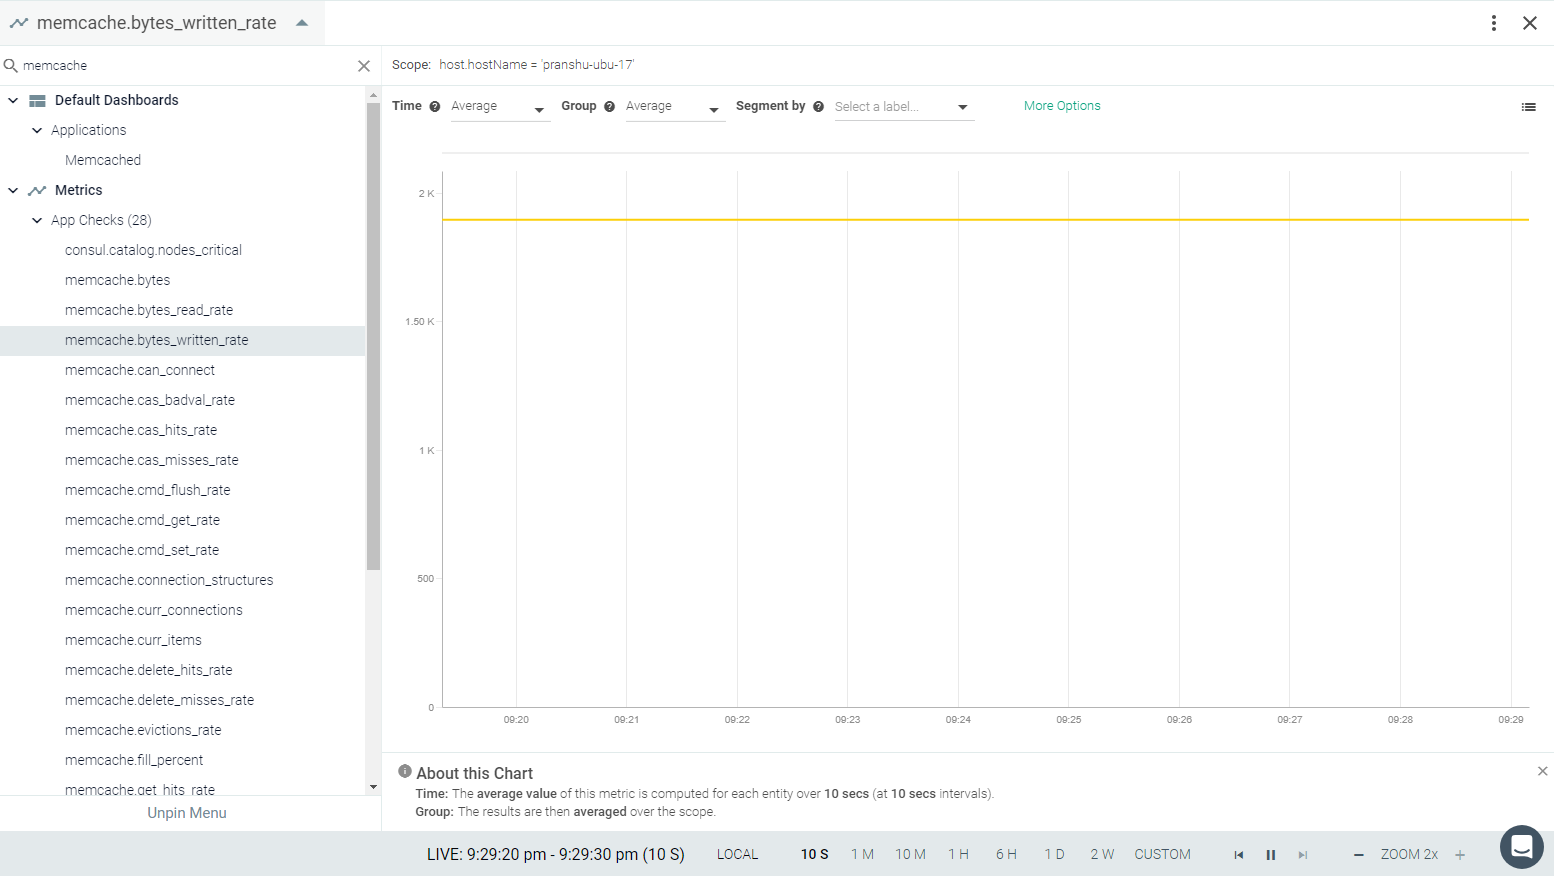 memcache.bytes_written_rate
memcache
Default Dashboards
Applications
Memcached
Metrics
App Checks (28)
consul.catalog.nodes_critical
memcache.bytes
memcache.bytes_read_rate
memcache.bytes_written_rate
memcache.can_connect
memcache.cas_badval_rate
memcache.cas_hits_rate
memcache.cas_misses_rate
memcache.cmd_flush_rate
memcache.cmd_get_rate
memcache.cmd_set_rate
memcache.connection_structures
memcache.curr_connections
memcache.curr_items
memcache.delete_hits_rate
memcache.delete_misses_rate
memcache.evictions_rate
memcache.fill_percent
memcache.get_hits_rate
Unpin Menu
Scope: host.hostName = 'pranshu-ubu-17'
Time ? Average Group ? Average Segment by ? Select a label... More Options
2 K
1.50 K
1 K
500
0
09:20 09:21 09:22 09:23 09:24 09:25 09:26 09:27 09:28 09:29
About this Chart
Time: The average value of this metric is computed for each entity over 10 secs (at 10 secs intervals).
Group: The results are then averaged over the scope.
LIVE: 9:29:20 pm - 9:29:30 pm (10 S) LOCAL 10 S 1 M 10 M 1 H 6 H 1 D 2 W CUSTOM ZOOM 2x